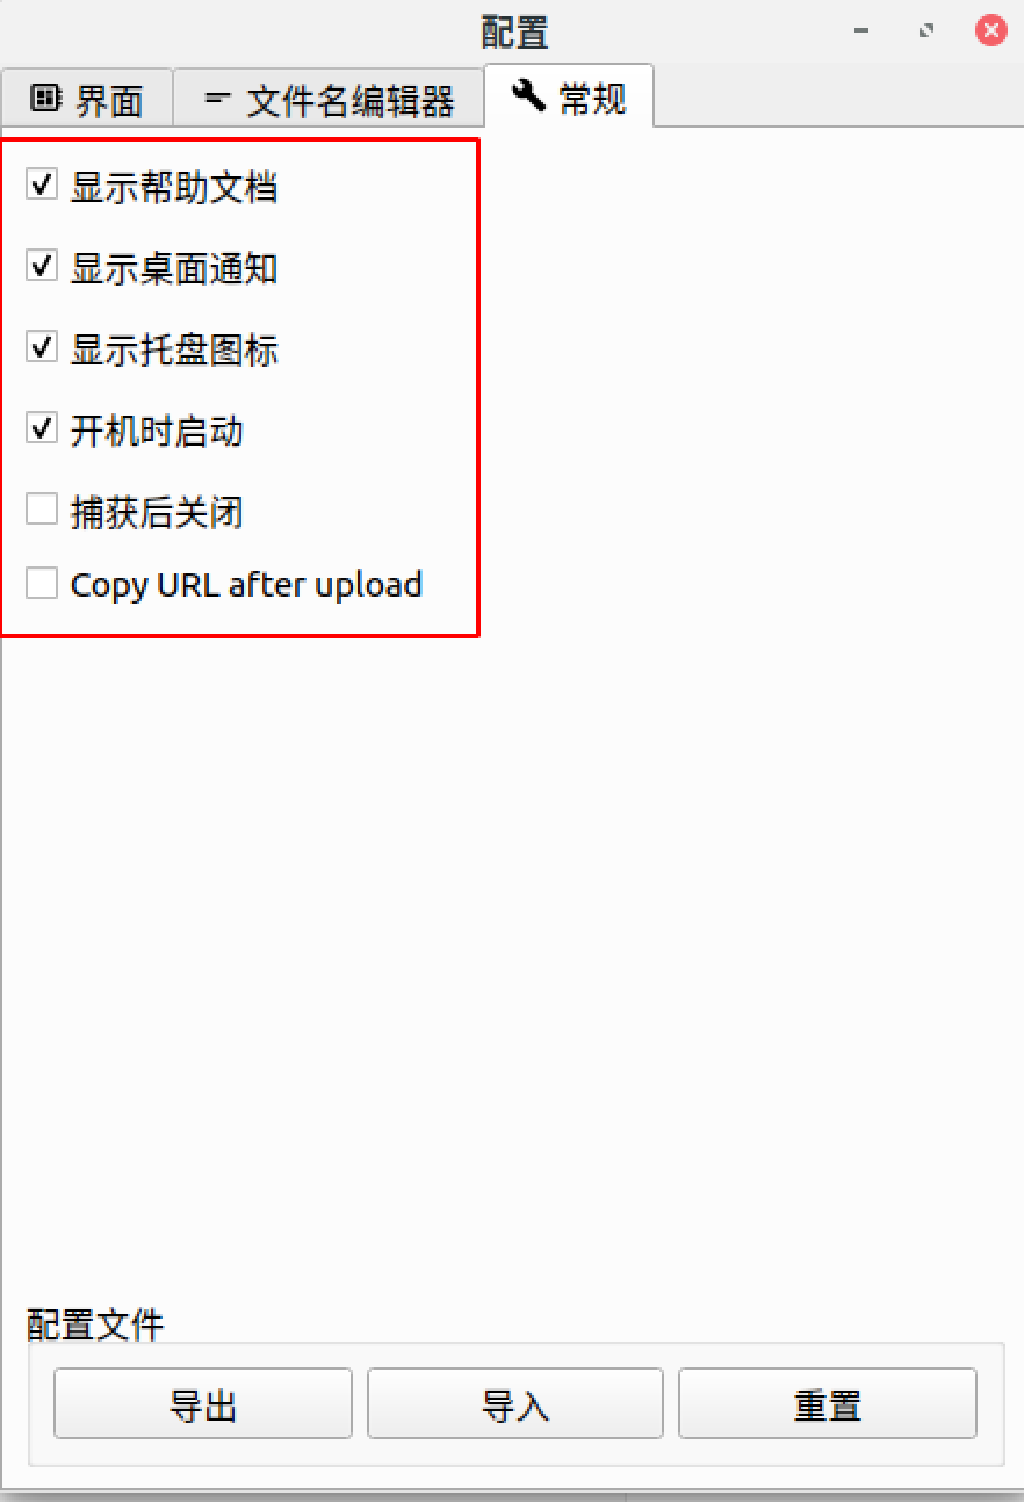 配置
界面 文件名编辑器 常规
显示帮助文档
显示桌面通知
显示托盘图标
开机时启动
捕获后关闭
Copy URL after upload
配置文件
导出 导入 重置